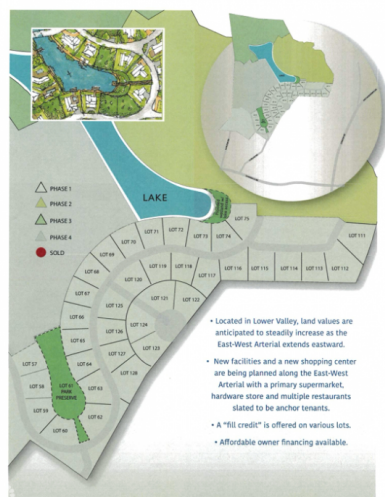 LAKE
PHASE 1
PHASE 2
PHASE 3
PHASE 4
SOLD
LOT 75
LOT 71
LOT 72
LOT 73
LOT 74
LOT 111
LOT 70
LOT 69
LOT 68
LOT 67
LOT 66
LOT 65
LOT 64
LOT 63
LOT 62
LOT 119
LOT 118
LOT 117
LOT 116
LOT 115
LOT 114
LOT 113
LOT 112
LOT 120
LOT 121
LOT 122
LOT 125
LOT 124
LOT 126
LOT 123
LOT 127
LOT 128
LOT 57
LOT 58
LOT 59
LOT 60
LOT 61
PARK
PRESERVE
• Located in Lower Valley, land values are
anticipated to steadily increase as the
East-West Arterial extends eastward.
• New facilities and a new shopping center
are being planned along the East-West
Arterial with a primary supermarket,
hardware store and multiple restaurants
slated to be anchor tenants.
• A "fill credit" is offered on various lots.
• Affordable owner financing available.